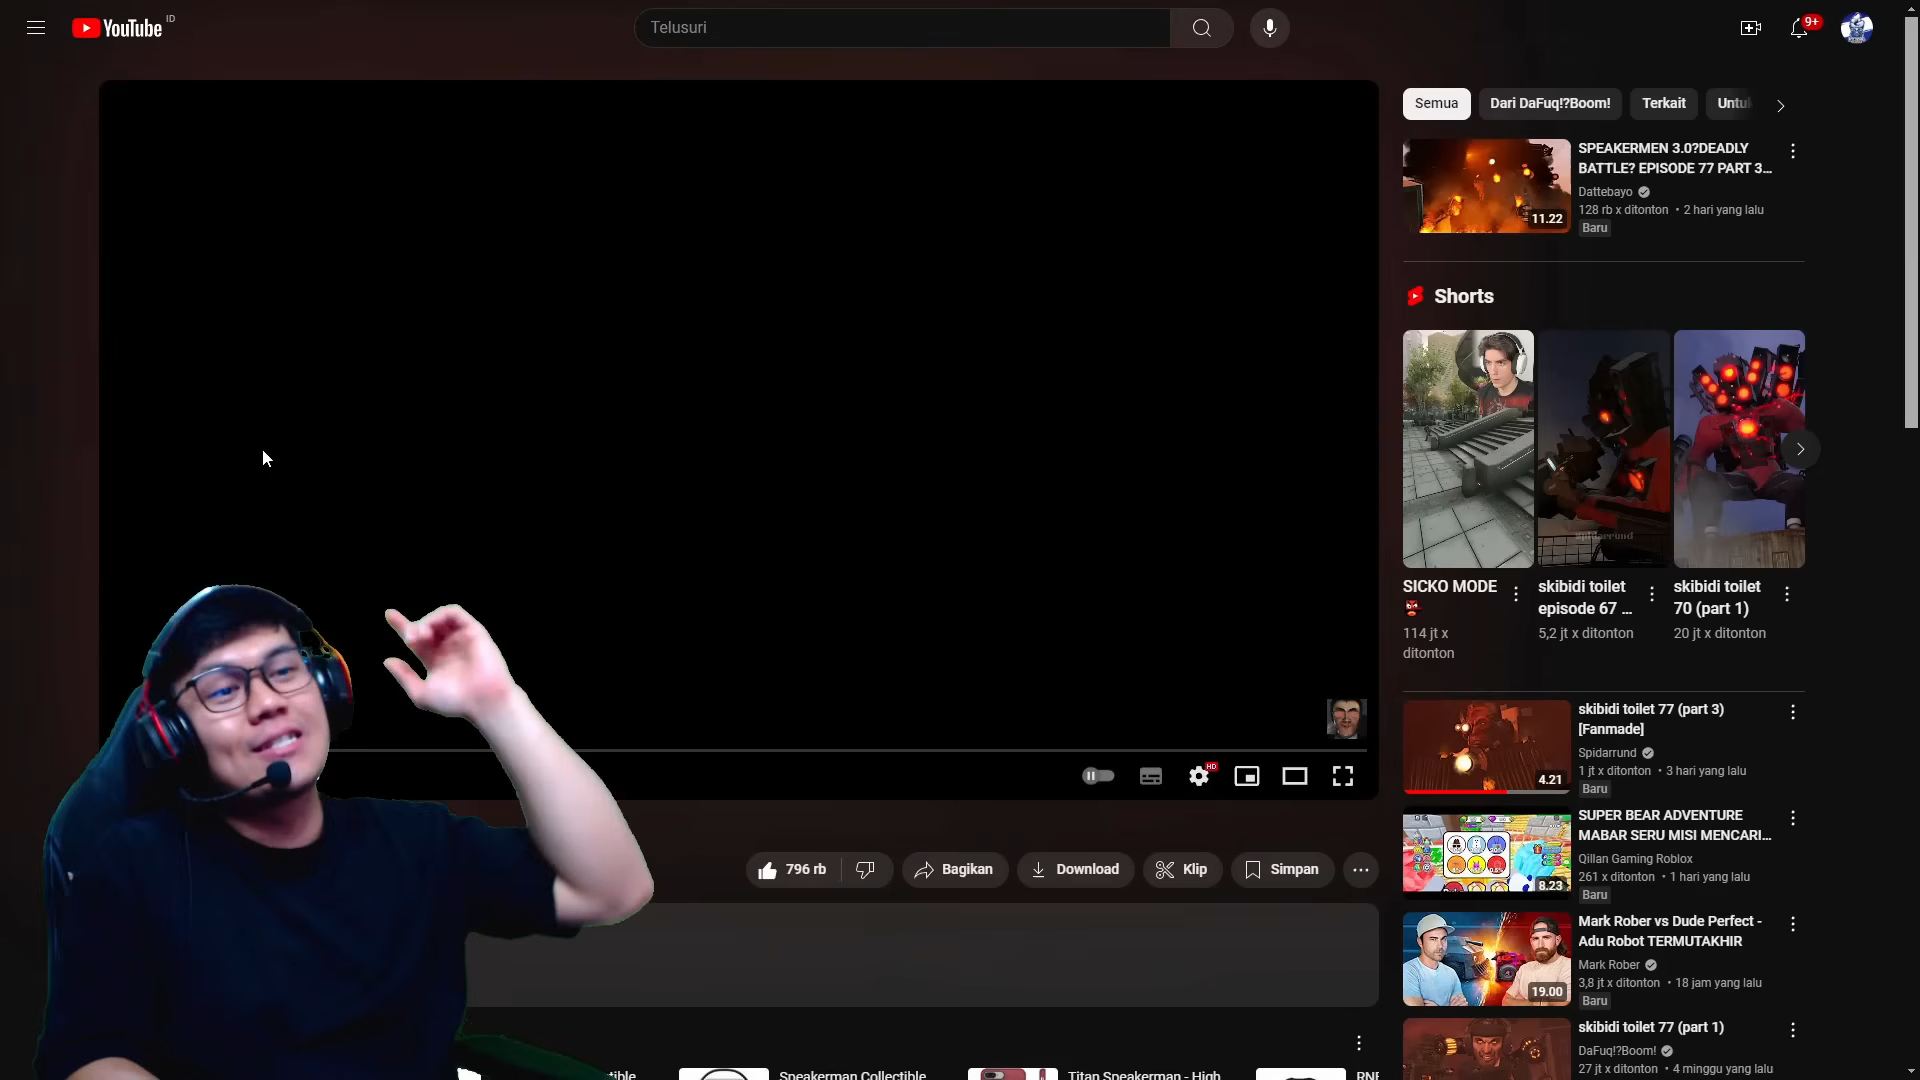 YouTube
ID
Telusuri
9+
Semua
Dari DaFuq!?Boom!
Terkait
SPEAKERMEN 3.0?DEADLY
BATTLE? EPISODE 77 PART 3...
Dattebayo
128 rb x ditonton • 2 hari yang lalu
Baru
11.22
Shorts
SICKO MODE
114 jt x
ditonton
skibidi toilet
episode 67 ...
5,2 jt x ditonton
skibidi toilet
70 (part 1)
20 jt x ditonton
skibidi toilet 77 (part 3)
[Fanmade]
Spidarrund
1 jt x ditonton • 3 hari yang lalu
Baru
4.21
SUPER BEAR ADVENTURE
MABAR SERU MISI MENCARI...
Qillan Gaming Roblox
261 x ditonton • 1 hari yang lalu
Baru
8.23
Mark Rober vs Dude Perfect -
Adu Robot TERMUTAKHIR
Mark Rober
3,8 jt x ditonton • 18 jam yang lalu
Baru
19.00
skibidi toilet 77 (part 1)
DaFuq!?Boom!
27 jt x ditonton • 4 minggu yang lalu
HD
796 rb
Bagikan
Download
Klip
Simpan
Speakerman Collectible
Titan Speakerman - High